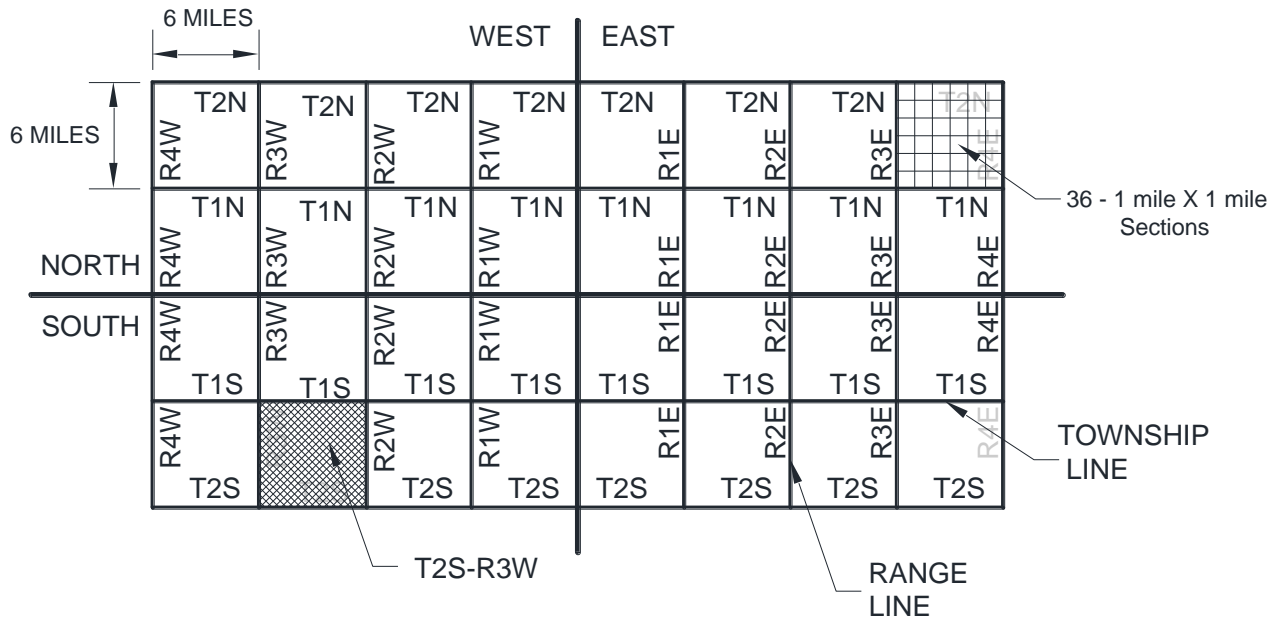 6 MILES
WEST EAST
6 MILES
T2N T2N T2N T2N T2N T2N T2N T2N
R4W R3W R2W R1W R1E R2E R3E R4E
36 - 1 mile X 1 mile
Sections
T1N T1N T1N T1N T1N T1N T1N T1N
R4W R3W R2W R1W R1E R2E R3E R4E
NORTH
SOUTH
R4W R3W R2W R1W R1E R2E R3E R4E
T1S T1S T1S T1S T1S T1S T1S T1S
R4W R2W R1W R1E R2E R3E R4E
T2S T2S T2S T2S T2S T2S T2S
TOWNSHIP
LINE
T2S-R3W
RANGE
LINE